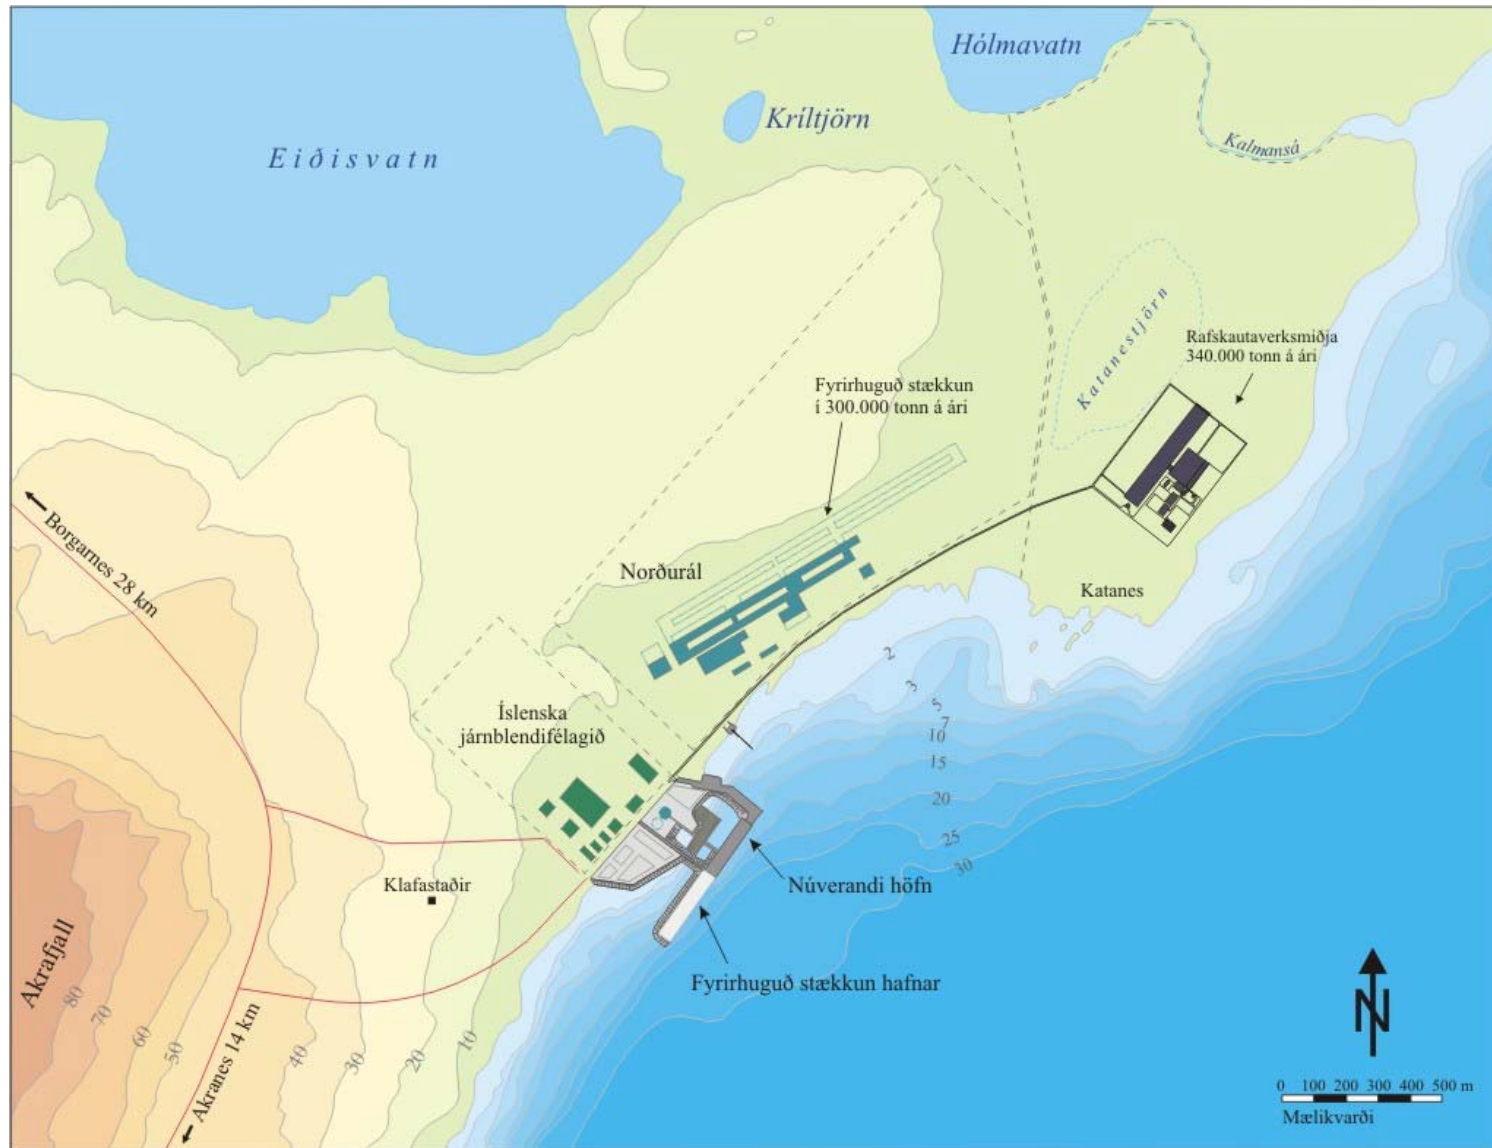 Hólmavatn
Kríltjörn
Kalmansá
Eiðisvatn
Katanestjörn
Rafskautaverksmiðja
340.000 tonn á ári
Fyrirhuguð stækkun
í 300.000 tonn á ári
Borgarnes 28 km
Norðurál
Katanes
2
3
5
7
10
15
20
25
30
Íslenska
járnblendifélagið
Klafastaðir
Núverandi höfn
Akrafjall
Fyrirhuguð stækkun hafnar
80
70
60
50
40
30
20
10
Akranes 14 km
N
0 100 200 300 400 500 m
Mælikvarði